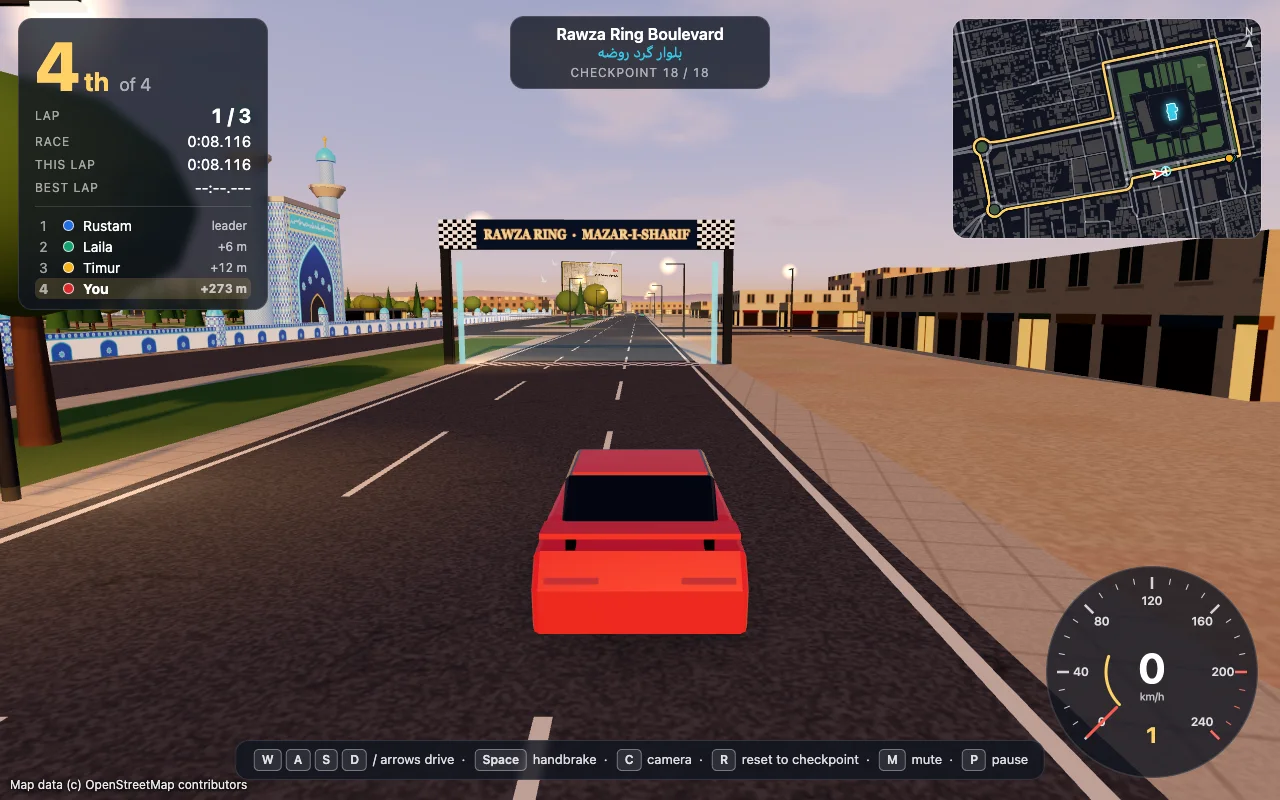 4th of 4
LAP 1 / 3
RACE 0:08.116
THIS LAP 0:08.116
BEST LAP --:--.---
1 Rustam leader
2 Laila +6 m
3 Timur +12 m
4 You +273 m
Rawza Ring Boulevard
بلوار گرد روضه
CHECKPOINT 18 / 18
N
RAWZA RING · MAZAR-I-SHARIF
0
40
80
120
160
200
240
0
km/h
1
W A S D / arrows drive · Space handbrake · C camera · R reset to checkpoint · M mute · P pause
Map data (c) OpenStreetMap contributors